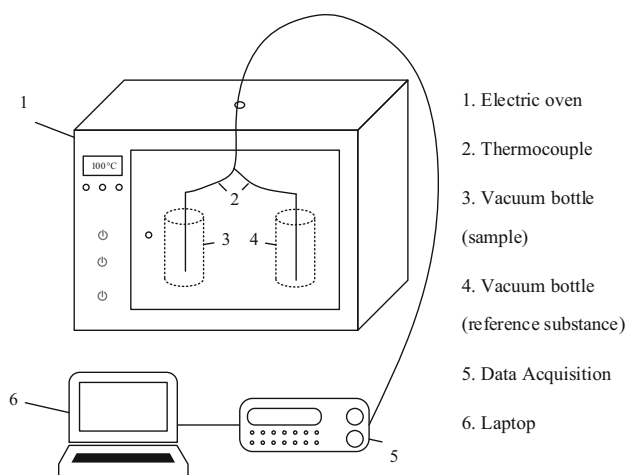 1
100°C
2
3
4
5
6
1. Electric oven
2. Thermocouple
3. Vacuum bottle
(sample)
4. Vacuum bottle
(reference substance)
5. Data Acquisition
6. Laptop